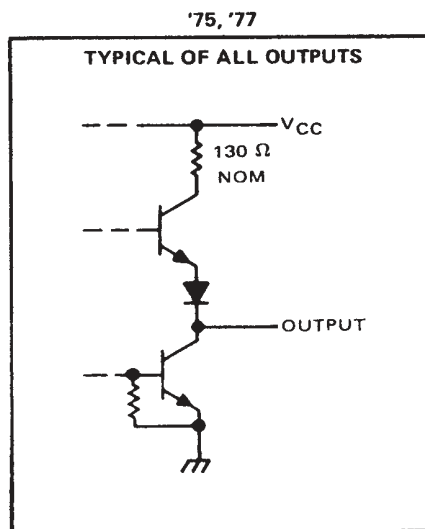 '75, '77
TYPICAL OF ALL OUTPUTS
VCC
130 Ω
NOM
OUTPUT